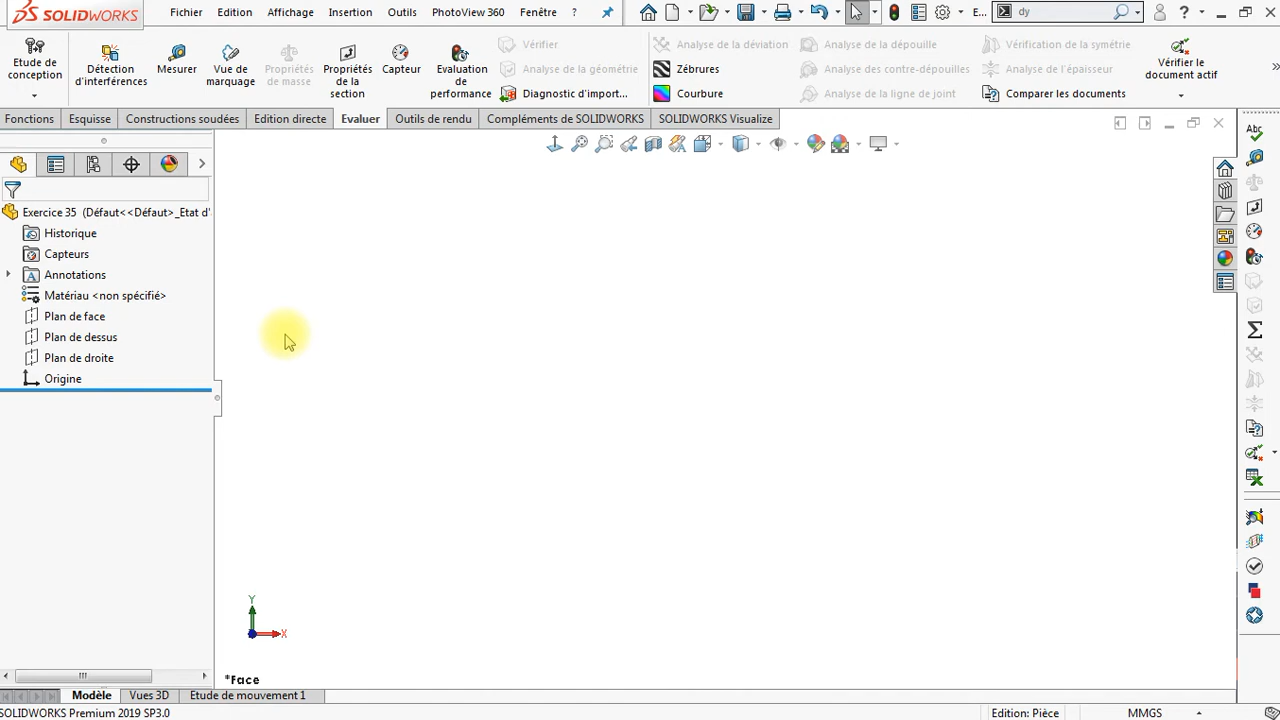 SOLIDWORKS
Fichier Edition Affichage Insertion Outils PhotoView 360 Fenêtre ? E... dy ?
Etude de conception
Détection d'interférences
Mesurer
Vue de marquage
Propriétés de masse
Propriétés de la section
Capteur
Evaluation de performance
Vérifier
Analyse de la géométrie
Diagnostic d'import...
Analyse de la déviation
Zébrures
Courbure
Analyse de la dépouille
Analyse des contre-dépouilles
Analyse de la ligne de joint
Vérification de la symétrie
Analyse de l'épaisseur
Comparer les documents
Vérifier le document actif
Fonctions Esquisse Constructions soudées Edition directe Evaluer Outils de rendu Compléments de SOLIDWORKS SOLIDWORKS Visualize
Exercice 35 (Défaut<<Défaut>_Etat d'
Historique
Capteurs
Annotations
Matériau <non spécifié>
Plan de face
Plan de dessus
Plan de droite
Origine
Abc
Y
X
*Face
Modèle Vues 3D Etude de mouvement 1
SOLIDWORKS Premium 2019 SP3.0 Edition: Pièce MMGS